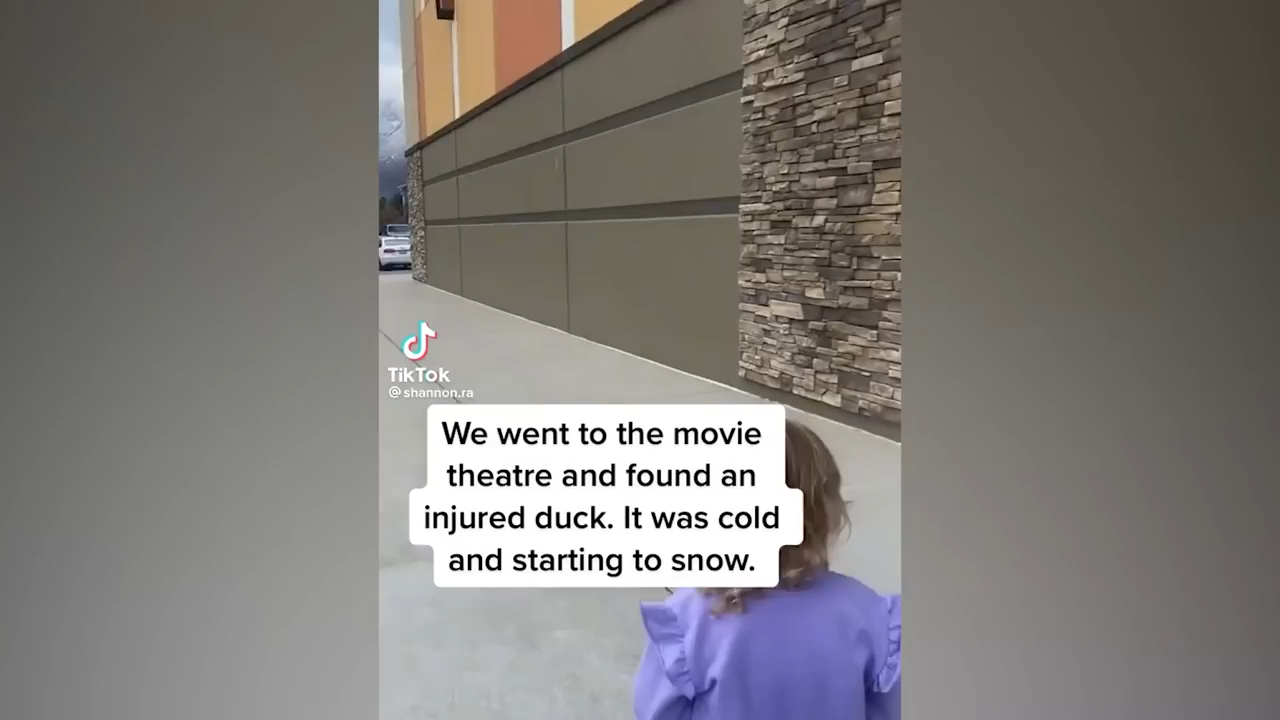 TikTok
@shannon.ra
We went to the movie
theatre and found an
injured duck. It was cold
and starting to snow.